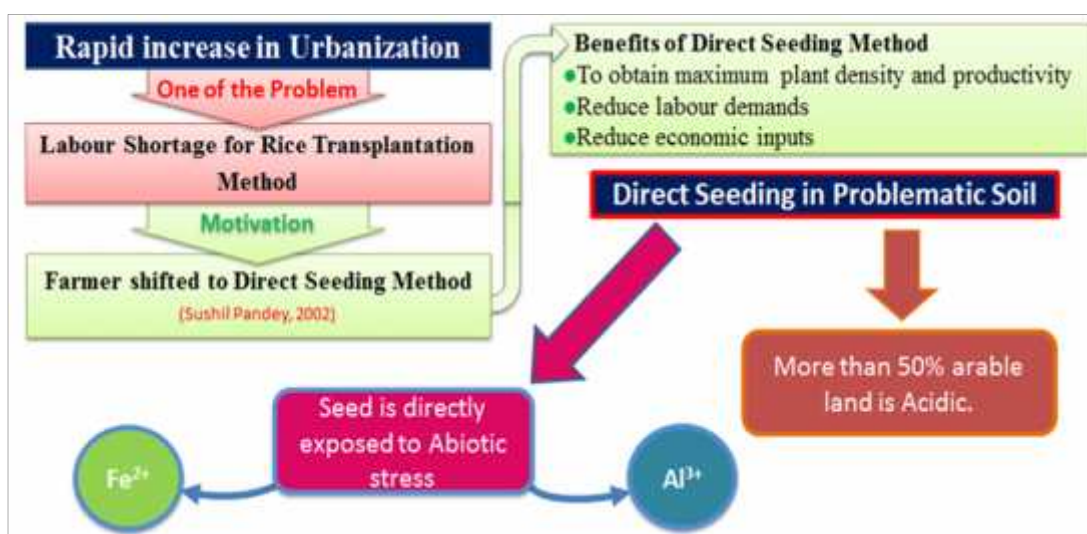 Rapid increase in Urbanization
One of the Problem
Labour Shortage for Rice Transplantation
Method
Motivation
Farmer shifted to Direct Seeding Method
(Sushil Pandey, 2002)
Benefits of Direct Seeding Method
●To obtain maximum plant density and productivity
●Reduce labour demands
●Reduce economic inputs
Direct Seeding in Problematic Soil
More than 50% arable
land is Acidic.
Seed is directly
exposed to Abiotic
stress
Fe²⁺
Al³⁺